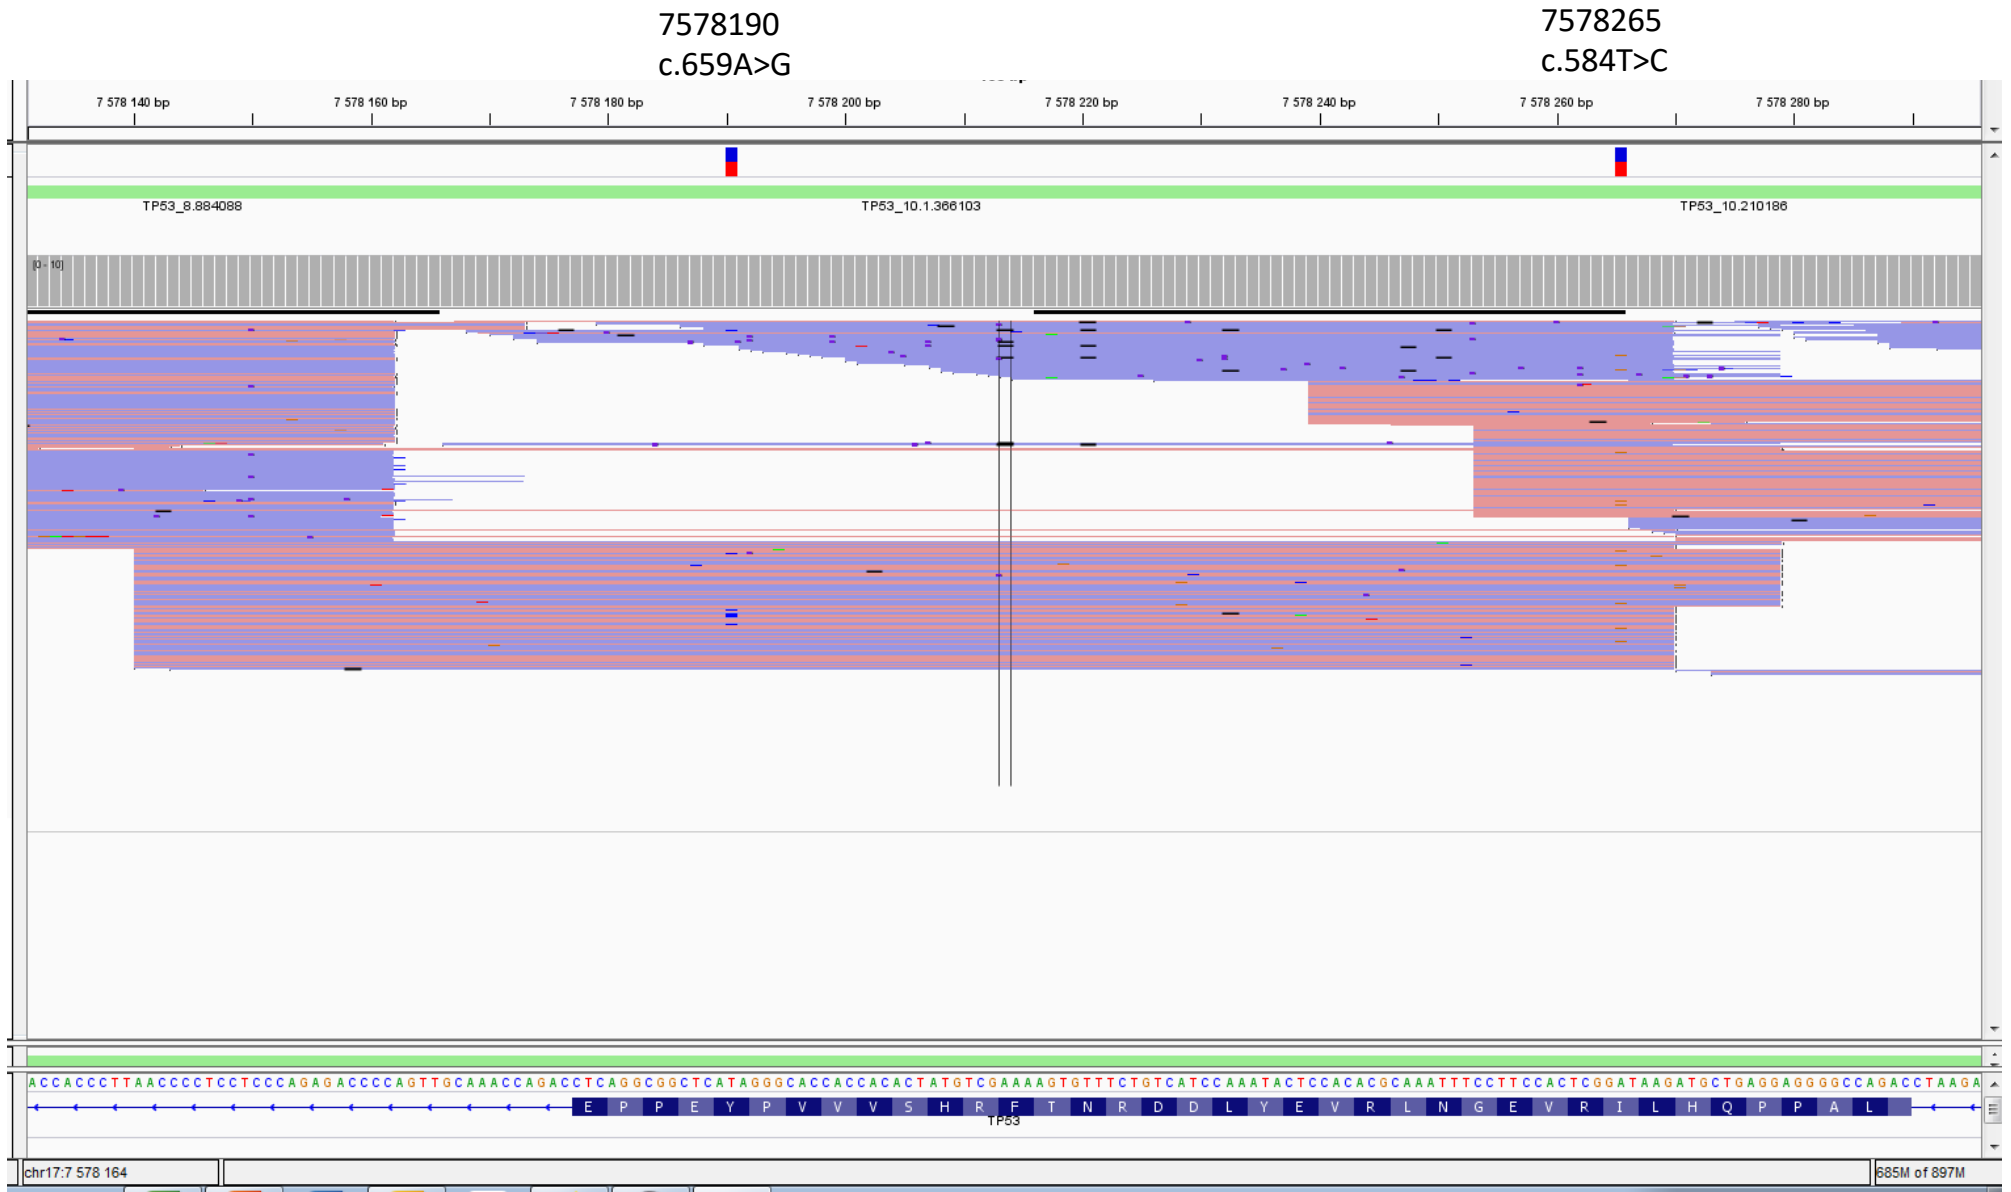 7578190
c.659A>G
7578265
c.584T>C
7 578 140 bp 7 578 160 bp 7 578 180 bp 7 578 200 bp 7 578 220 bp 7 578 240 bp 7 578 260 bp 7 578 280 bp
TP53_8.884088 TP53_10.1.366103 TP53_10.210186
[0 - 10]
ACCACCCTTAACCCCTCCTCCCAGAGACCCCAGTTGCAAACCAGACCTCAGGCGGCTCATAGGGCACCACCACACTATGTCGAAAAGTGTTTCTGTCATCCAAATACTCCACACGCAAATTTCCTTCCACTCGGATAAGATGCTGAGGAGGGGCCAGACCTAAGA
E P P E Y P V V V S H R F T N R D D L Y E V R L N G E V R I L H Q P P A L
TP53
chr17:7 578 164
685M of 897M